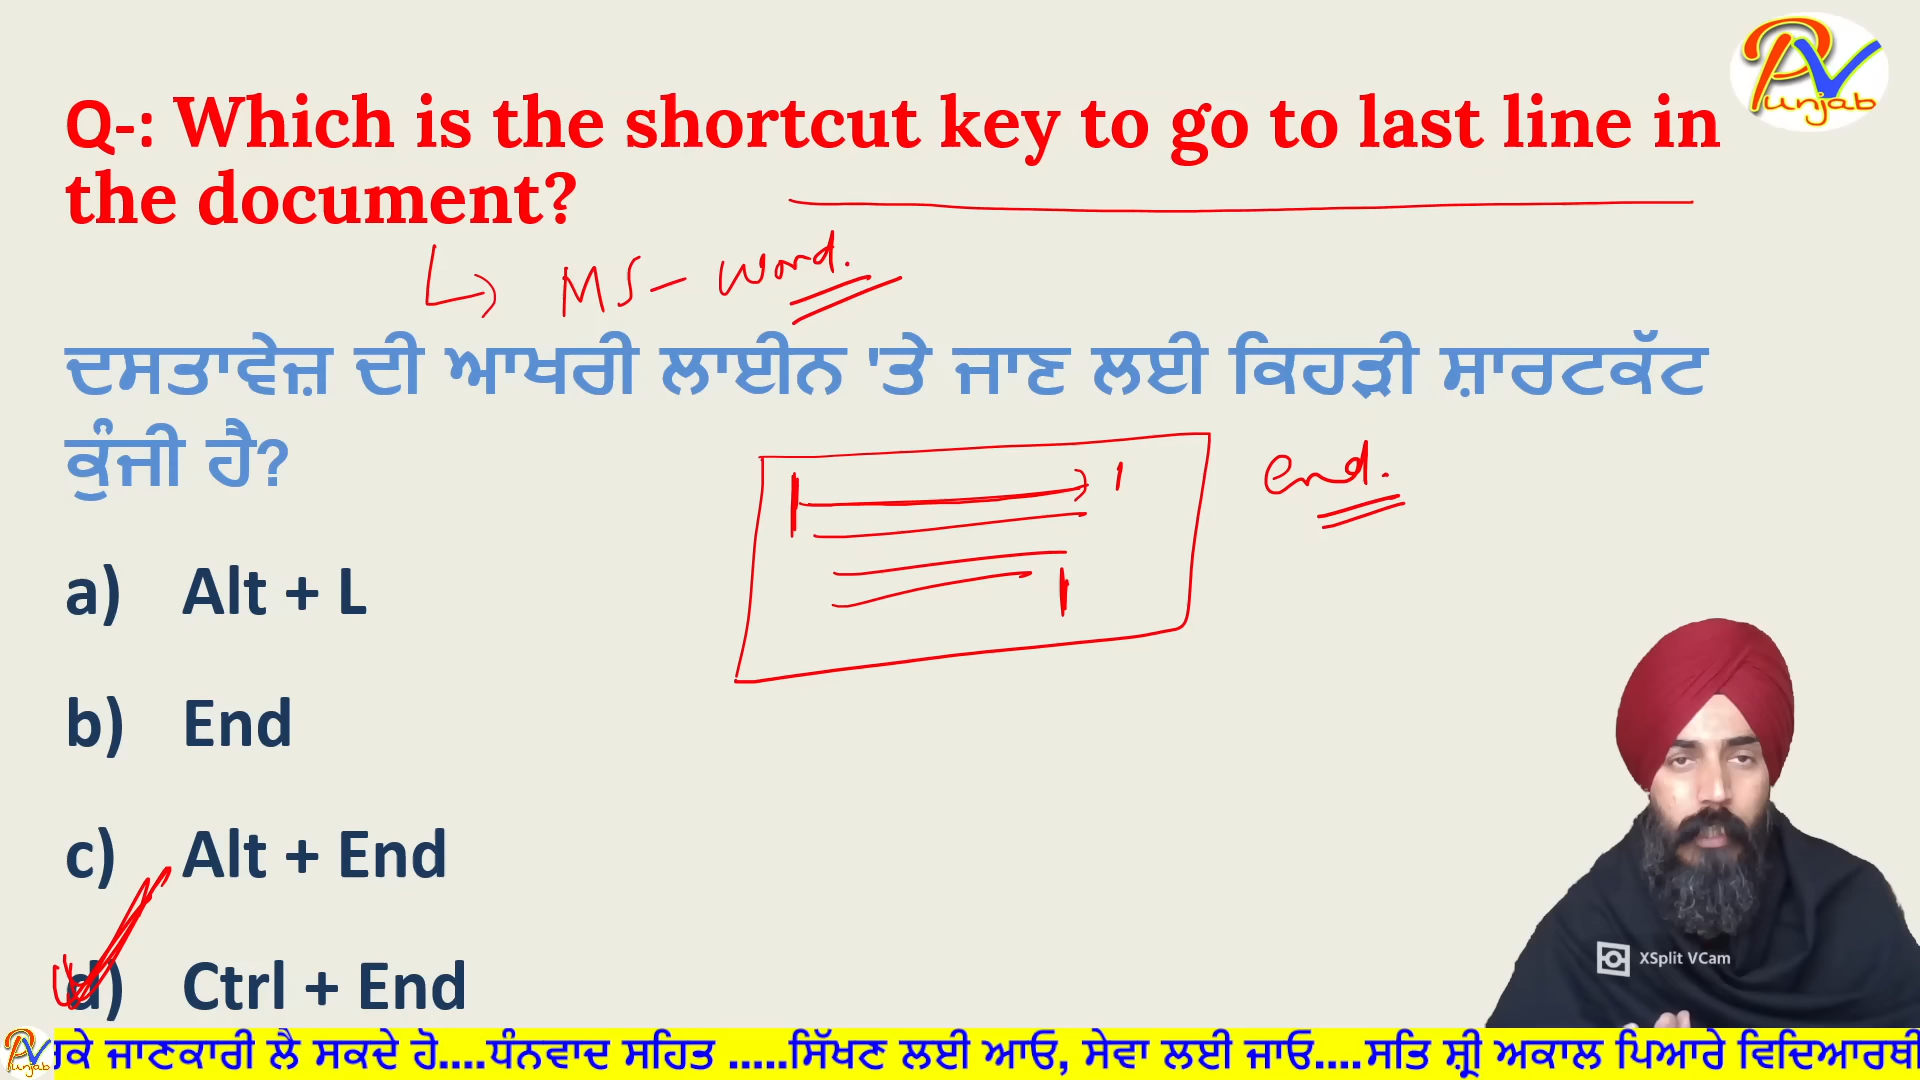 PV
unjab
Q-: Which is the shortcut key to go to last line in
the document?
MS - Word.
ਦਸਤਾਵੇਜ਼ ਦੀ ਆਖਰੀ ਲਾਈਨ 'ਤੇ ਜਾਣ ਲਈ ਕਿਹੜੀ ਸ਼ਾਰਟਕੱਟ
ਕੁੰਜੀ ਹੈ?
end.
a) Alt + L
b) End
c) Alt + End
d) Ctrl + End
XSplit VCam
ਕੇ ਜਾਣਕਾਰੀ ਲੈ ਸਕਦੇ ਹੋ....ਧੰਨਵਾਦ ਸਹਿਤ .....ਸਿੱਖਣ ਲਈ ਆਓ, ਸੇਵਾ ਲਈ ਜਾਓ....ਸਤਿ ਸ੍ਰੀ ਅਕਾਲ ਪਿਆਰੇ ਵਿਦਿਆਰਥੀ